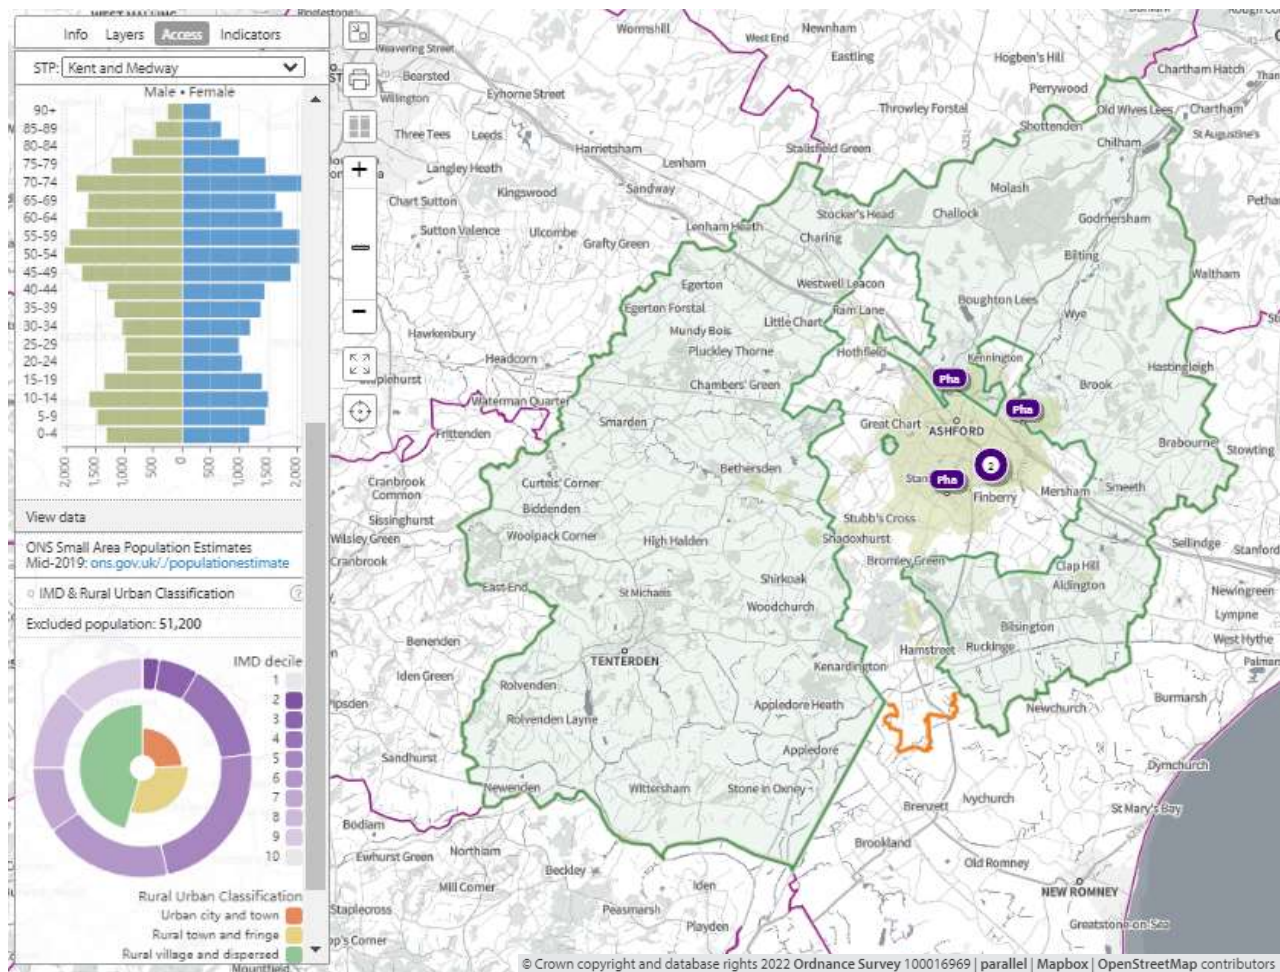 WEST MALLING
Ringlestone
Info Layers Access Indicators
STP: Kent and Medway
Male • Female
90+
85-89
80-84
75-79
70-74
65-69
60-64
55-59
50-54
45-49
40-44
35-39
30-34
25-29
20-24
15-19
10-14
5-9
0-4
2,000 1,500 1,000 500 0 500 1,000 1,500 2,000
View data
ONS Small Area Population Estimates
Mid-2019: ons.gov.uk/./populationestimate
IMD & Rural Urban Classification
Excluded population: 51,200
IMD decile
1
2
3
4
5
6
7
8
9
10
Rural Urban Classification
Urban city and town
Rural town and fringe
Rural village and dispersed
Wormshill
West End
Newnham
Eastling
Hogben's Hill
Chartham Hatch
Weavering Street
Bearsted
Willington
Eyhorne Street
Perrywood
Throwley Forstal
Old Wives Lees
Chartham
Shottenden
St Augustine's
Three Tees
Leeds
Harrietsham
Stalisfield Green
Chilham
Lenham
Langley Heath
Kingswood
Sandway
Molash
Chart Sutton
Stocker's Head
Challock
Godmersham
Sutton Valence
Ulcombe
Grafty Green
Lenham Heath
Charing
Bilting
Waltham
Egerton
Westwell Leacon
Boughton Lees
Egerton Forstal
Ram Lane
Wye
Little Chart
Hawkenbury
Mundy Bois
Pluckley Thorne
Hothfield
Kennington
Headcorn
Hastingleigh
Chambers' Green
Brook
Pha
Waterman Quarter
Pha
Smarden
Great Chart
ASHFORD
Frittenden
Brabourne
Stowting
Bethersden
2
Cranbrook
Common
Curteis' Corner
Pha
Finberry
Mersham
Smeeth
Biddenden
Sissinghurst
Stubb's Cross
Wilsley Green
Woolpack Corner
High Halden
Shadoxhurst
Sellindge
Stanford
Cranbrook
Bromley Green
Clap Hill
East End
St Michaels
Shirkoak
Aldington
Newingreen
Woodchurch
Lympne
Bilsington
Benenden
West Hythe
Hamstreet
Ruckinge
TENTERDEN
Kenardington
Iden Green
Rolvenden
Burmarsh
Appledore Heath
Newchurch
Rolvenden Layne
Appledore
Sandhurst
Dymchurch
Newenden
Wittersham
Stone in Oxney
Ivychurch
Brenzett
St Mary's Bay
Bodiam
Brookland
Ewhurst Green
Northiam
Old Romney
Beckley
Mill Corner
Iden
NEW ROMNEY
Staplecross
Peasmarsh
Playden
Greatstone-on-Sea
© Crown copyright and database rights 2022 Ordnance Survey 100016969 | parallel | Mapbox | OpenStreetMap contributors